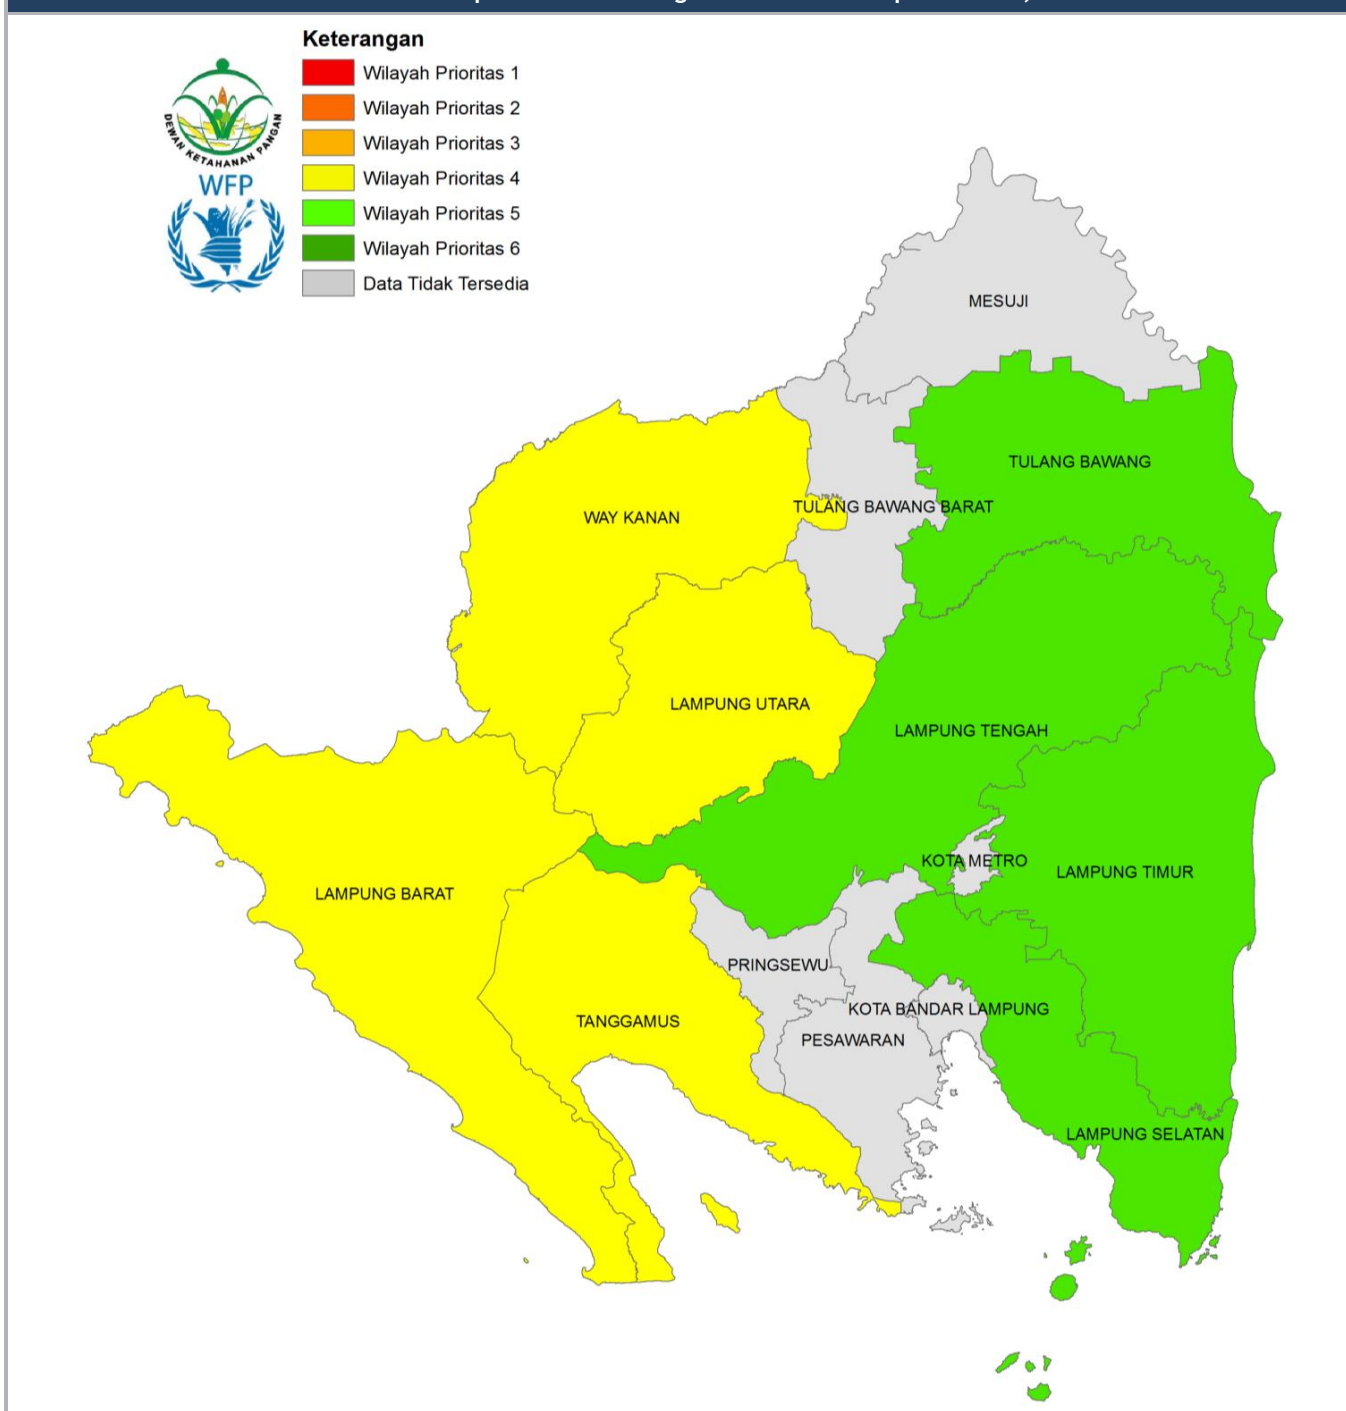 Keterangan
Wilayah Prioritas 1
Wilayah Prioritas 2
Wilayah Prioritas 3
Wilayah Prioritas 4
Wilayah Prioritas 5
Wilayah Prioritas 6
Data Tidak Tersedia
DEWAN KETAHANAN PANGAN
WFP
MESUJI
TULANG BAWANG
TULANG BAWANG BARAT
WAY KANAN
LAMPUNG UTARA
LAMPUNG TENGAH
KOTA METRO
LAMPUNG TIMUR
LAMPUNG BARAT
PRINGSEWU
KOTA BANDAR LAMPUNG
TANGGAMUS
PESAWARAN
LAMPUNG SELATAN